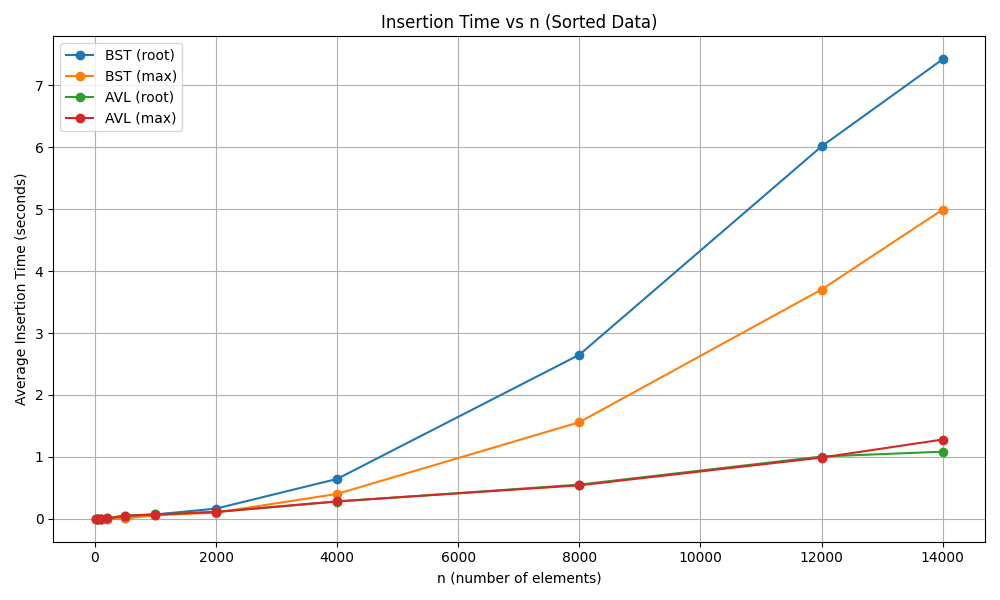 Insertion Time vs n (Sorted Data)
BST (root)
BST (max)
AVL (root)
AVL (max)
Average Insertion Time (seconds)
7
6
5
4
3
2
1
0
0 2000 4000 6000 8000 10000 12000 14000
n (number of elements)